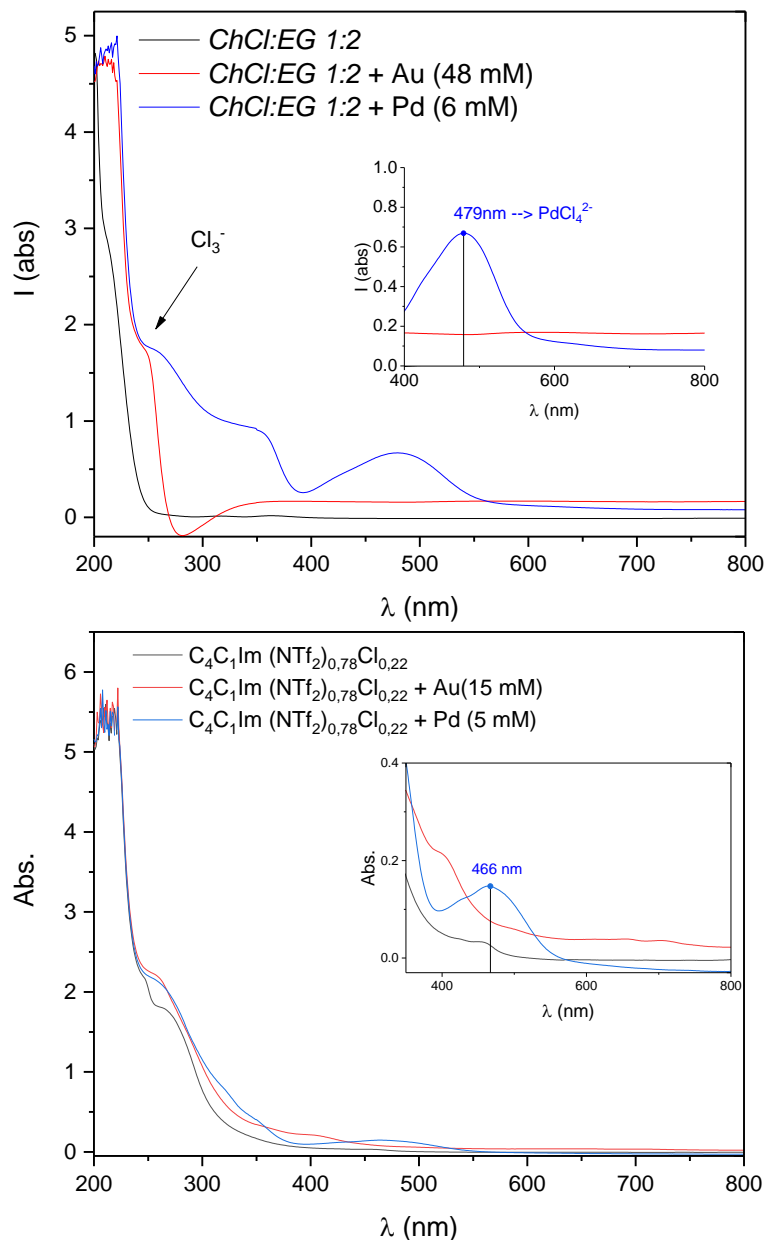 5
4
3
2
1
0
I (abs)
ChCl:EG 1:2
ChCl:EG 1:2 + Au (48 mM)
ChCl:EG 1:2 + Pd (6 mM)
Cl₃⁻
1.0
0.8
0.6
0.4
0.2
0.0
I (abs)
479nm --> PdCl₄²⁻
400 600 800
λ (nm)
200 300 400 500 600 700 800
λ (nm)
6
5
4
3
2
1
0
Abs.
C₄C₁Im (NTf₂)₀,₇₈Cl₀,₂₂
C₄C₁Im (NTf₂)₀,₇₈Cl₀,₂₂ + Au(15 mM)
C₄C₁Im (NTf₂)₀,₇₈Cl₀,₂₂ + Pd (5 mM)
0.4
0.2
0.0
Abs.
466 nm
400 600 800
λ (nm)
200 300 400 500 600 700 800
λ (nm)